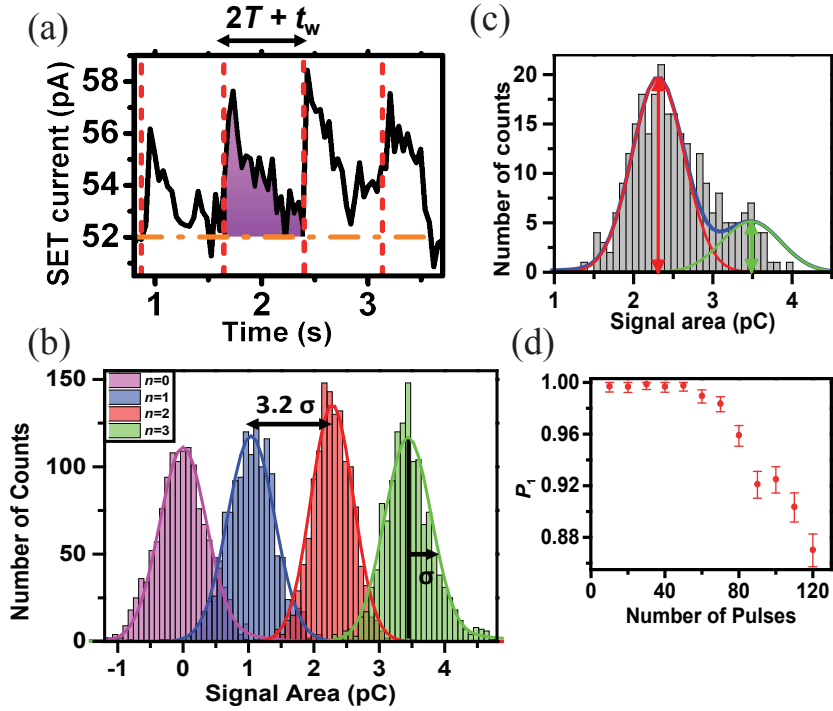 (a)
2T + tw
SET current (pA)
58
56
54
52
1
2
3
Time (s)
(c)
Number of counts
20
15
10
5
0
1
2
3
4
Signal area (pC)
(b)
n=0
n=1
n=2
n=3
3.2 σ
σ
Number of Counts
150
100
50
0
-1
0
1
2
3
4
Signal Area (pC)
(d)
P1
1.00
0.96
0.92
0.88
0
40
80
120
Number of Pulses